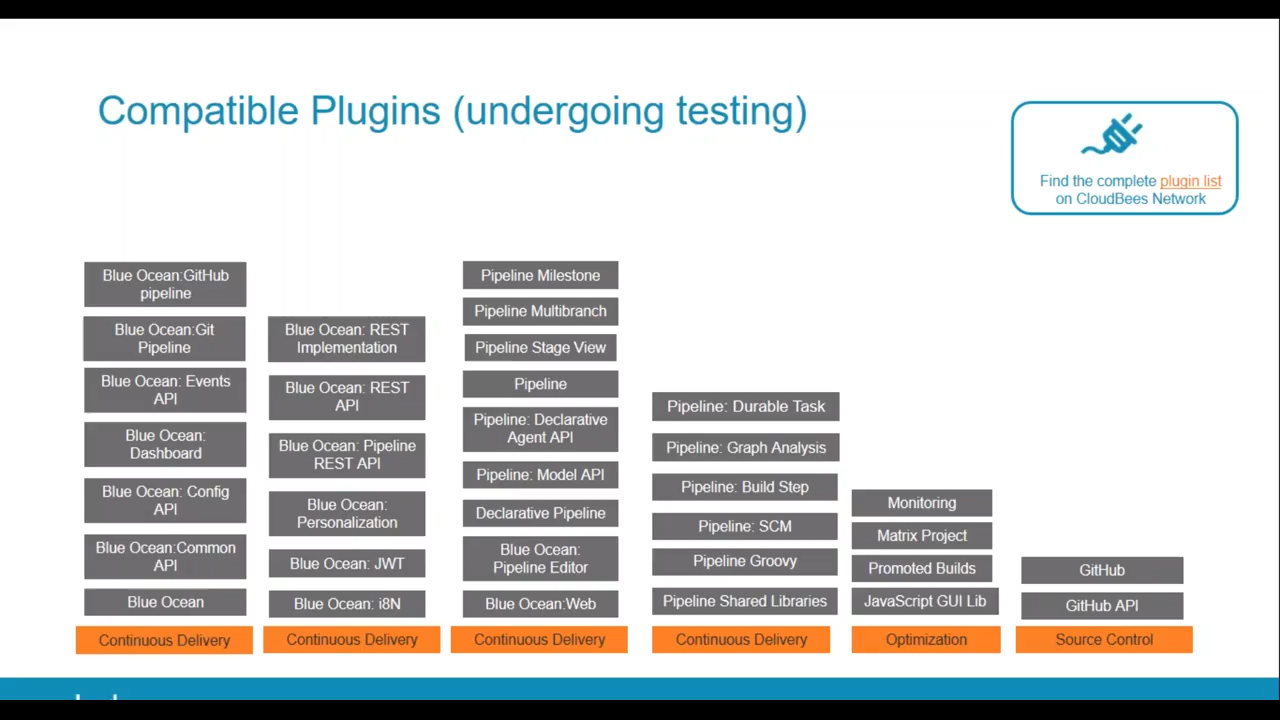 Compatible Plugins (undergoing testing)
Find the complete plugin list
on CloudBees Network
Blue Ocean:GitHub
pipeline
Blue Ocean:Git
Pipeline
Blue Ocean: Events
API
Blue Ocean:
Dashboard
Blue Ocean: Config
API
Blue Ocean:Common
API
Blue Ocean
Continuous Delivery
Blue Ocean: REST
Implementation
Blue Ocean: REST
API
Blue Ocean: Pipeline
REST API
Blue Ocean:
Personalization
Blue Ocean: JWT
Blue Ocean: i8N
Continuous Delivery
Pipeline Milestone
Pipeline Multibranch
Pipeline Stage View
Pipeline
Pipeline: Declarative
Agent API
Pipeline: Model API
Declarative Pipeline
Blue Ocean:
Pipeline Editor
Blue Ocean:Web
Continuous Delivery
Pipeline: Durable Task
Pipeline: Graph Analysis
Pipeline: Build Step
Pipeline: SCM
Pipeline Groovy
Pipeline Shared Libraries
Continuous Delivery
Monitoring
Matrix Project
Promoted Builds
JavaScript GUI Lib
Optimization
GitHub
GitHub API
Source Control